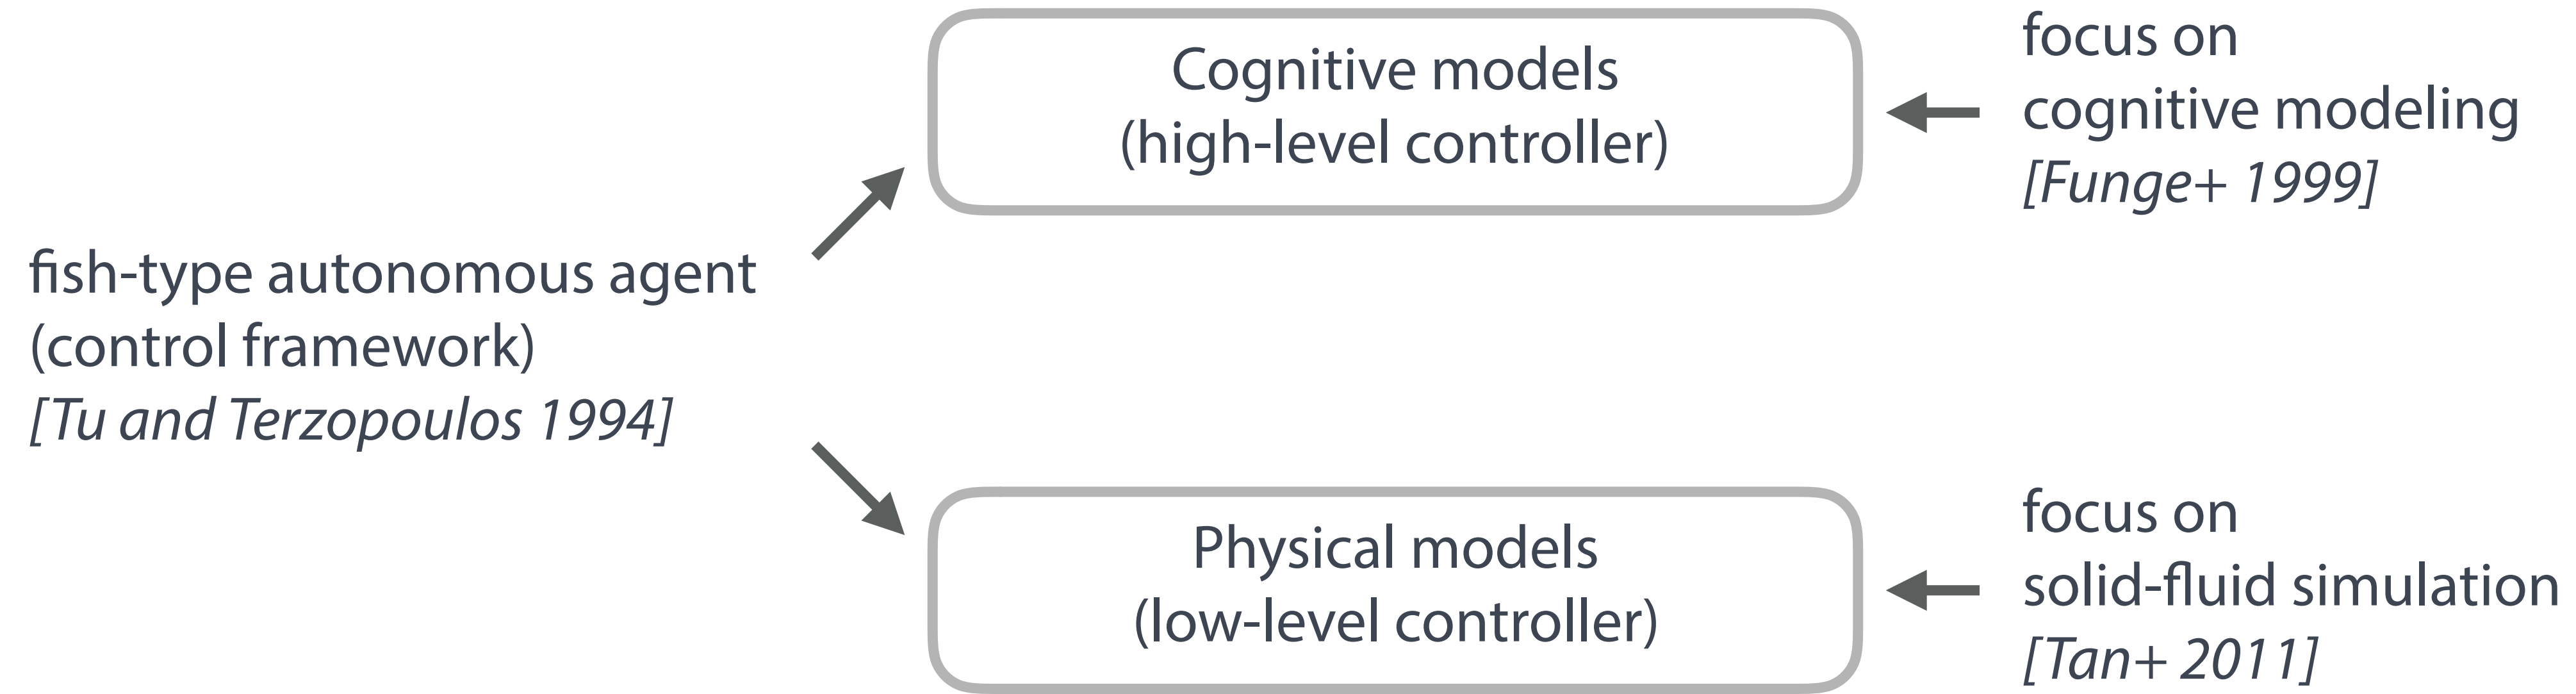 fish-type autonomous agent
(control framework)
[Tu and Terzopoulos 1994]
Cognitive models
(high-level controller)
focus on
cognitive modeling
[Funge+ 1999]
Physical models
(low-level controller)
focus on
solid-fluid simulation
[Tan+ 2011]